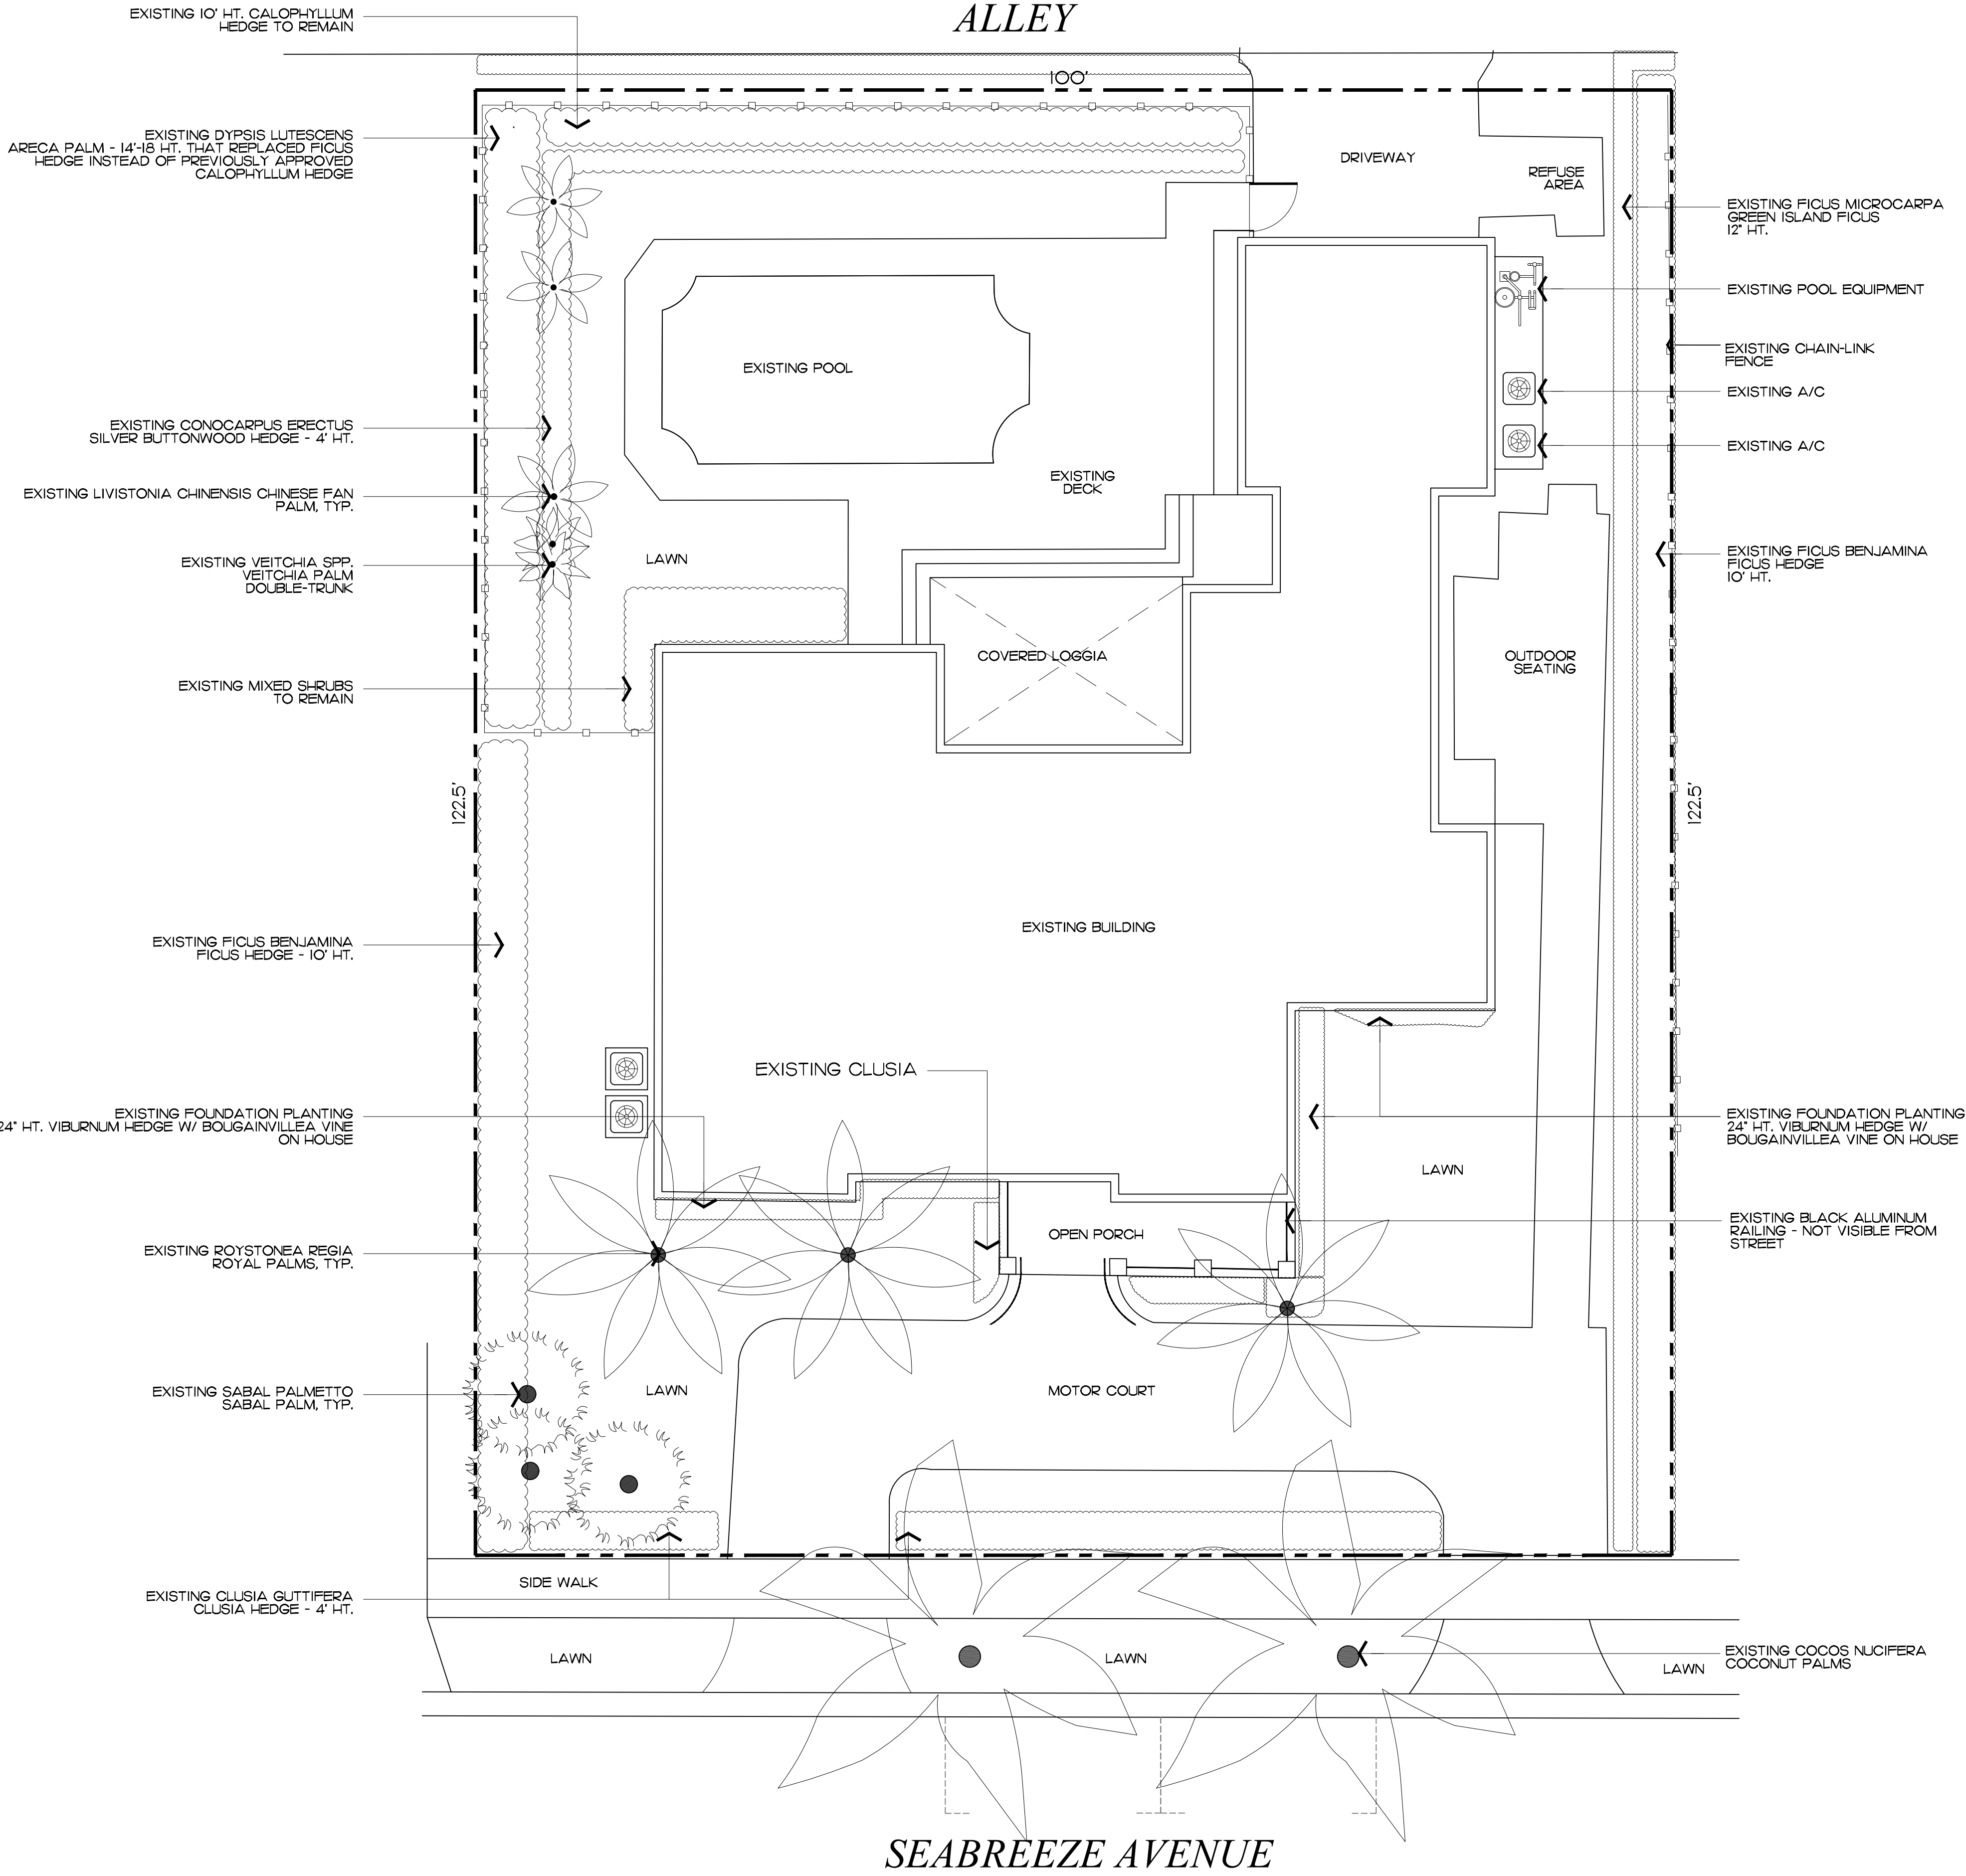 ALLEY
EXISTING 10' HT. CALOPHYLLUM
HEDGE TO REMAIN
100'
EXISTING DYPSIS LUTESCENS
ARECA PALM - 14'-18 HT. THAT REPLACED FICUS
HEDGE INSTEAD OF PREVIOUSLY APPROVED
CALOPHYLLUM HEDGE
DRIVEWAY
REFUSE
AREA
EXISTING FICUS MICROCARPA
GREEN ISLAND FICUS
12" HT.
EXISTING POOL EQUIPMENT
EXISTING CHAIN-LINK
FENCE
EXISTING POOL
EXISTING A/C
EXISTING CONOCARPUS ERECTUS
SILVER BUTTONWOOD HEDGE - 4' HT.
EXISTING A/C
EXISTING
DECK
EXISTING LIVISTONIA CHINENSIS CHINESE FAN
PALM, TYP.
EXISTING VEITCHIA SPP.
VEITCHIA PALM
DOUBLE-TRUNK
LAWN
EXISTING FICUS BENJAMINA
FICUS HEDGE
10' HT.
COVERED LOGGIA
OUTDOOR
SEATING
EXISTING MIXED SHRUBS
TO REMAIN
122.5'
122.5'
EXISTING BUILDING
EXISTING FICUS BENJAMINA
FICUS HEDGE - 10' HT.
EXISTING CLUSIA
EXISTING FOUNDATION PLANTING
24" HT. VIBURNUM HEDGE W/ BOUGAINVILLEA VINE
ON HOUSE
EXISTING FOUNDATION PLANTING
24" HT. VIBURNUM HEDGE W/
BOUGAINVILLEA VINE ON HOUSE
LAWN
OPEN PORCH
EXISTING BLACK ALUMINUM
RAILING - NOT VISIBLE FROM
STREET
EXISTING ROYSTONEA REGIA
ROYAL PALMS, TYP.
EXISTING SABAL PALMETTO
SABAL PALM, TYP.
LAWN
MOTOR COURT
SIDE WALK
EXISTING CLUSIA GUTTIFERA
CLUSIA HEDGE - 4' HT.
LAWN
LAWN
LAWN
EXISTING COCOS NUCIFERA
COCONUT PALMS
SEABREEZE AVENUE